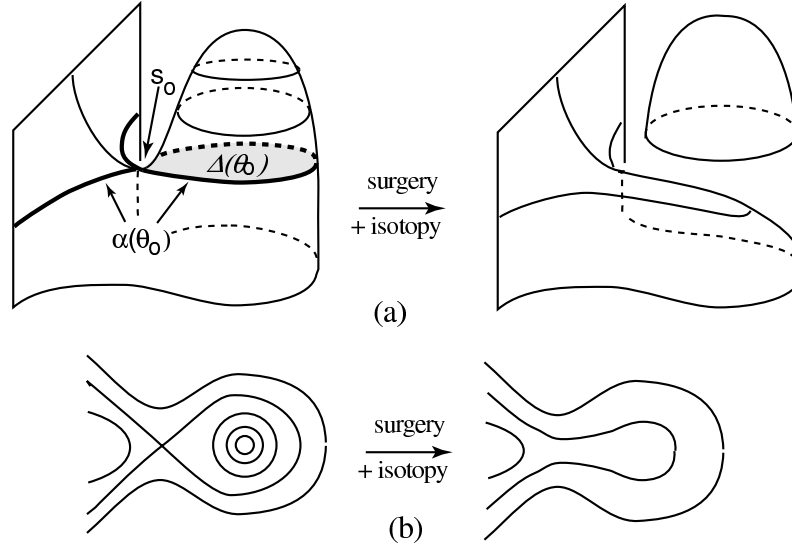 s₀
Δ(θ₀)
α(θ₀)
surgery
+ isotopy
(a)
surgery
+ isotopy
(b)